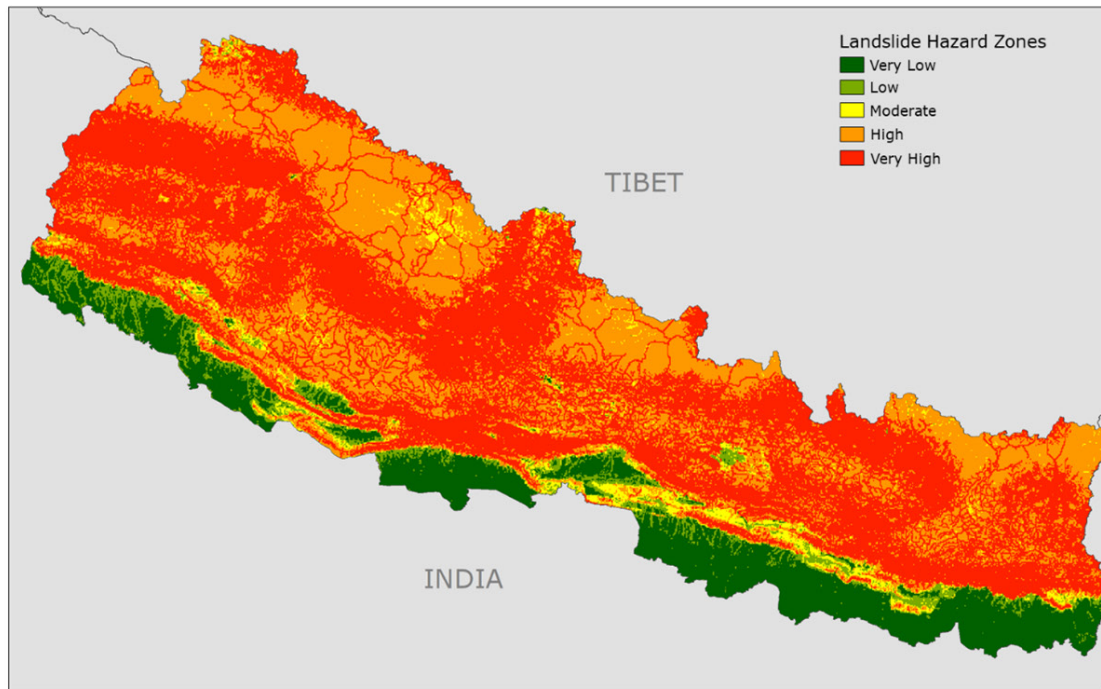 Landslide Hazard Zones
Very Low
Low
Moderate
High
Very High
TIBET
INDIA